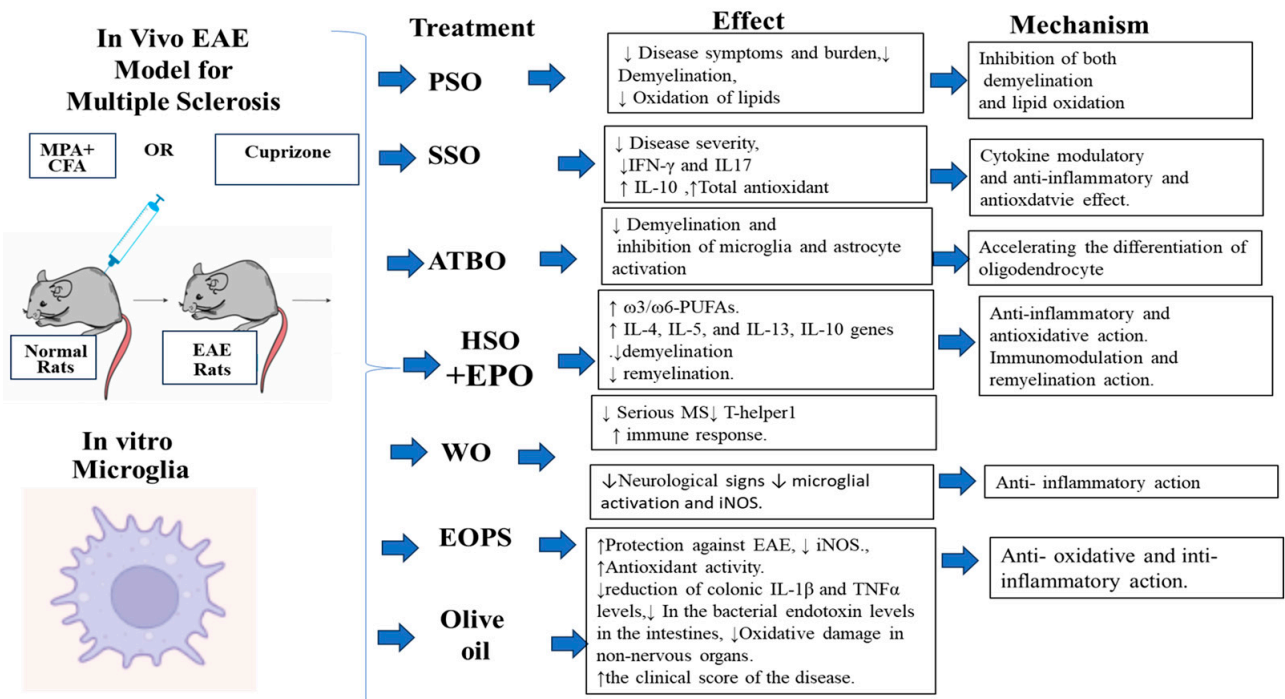 In Vivo EAE
Model for
Multiple Sclerosis
MPA+
CFA
OR
Cuprizone
Normal
Rats
EAE
Rats
In vitro
Microglia
Treatment
Effect
Mechanism
PSO
↓ Disease symptoms and burden,↓
Demyelination,
↓ Oxidation of lipids
Inhibition of both
demyelination
and lipid oxidation
SSO
↓ Disease severity,
↓IFN-γ and IL17
↑ IL-10 ,↑Total antioxidant
Cytokine modulatory
and anti-inflammatory and
antioxdatvie effect.
ATBO
↓ Demyelination and
inhibition of microglia and astrocyte
activation
Accelerating the differentiation of
oligodendrocyte
HSO
+EPO
↑ ω3/ω6-PUFAs.
↑ IL-4, IL-5, and IL-13, IL-10 genes
.↓demyelination
↓ remyelination.
Anti-inflammatory and
antioxidative action.
Immunomodulation and
remyelination action.
WO
↓ Serious MS↓ T-helper1
↑ immune response.
↓Neurological signs ↓ microglial
activation and iNOS.
Anti- inflammatory action
EOPS
Olive
oil
↑Protection against EAE, ↓ iNOS.,
↑Antioxidant activity.
↓reduction of colonic IL-1β and TNFα
levels,↓ In the bacterial endotoxin levels
in the intestines, ↓Oxidative damage in
non-nervous organs.
↑the clinical score of the disease.
Anti- oxidative and inti-
inflammatory action.